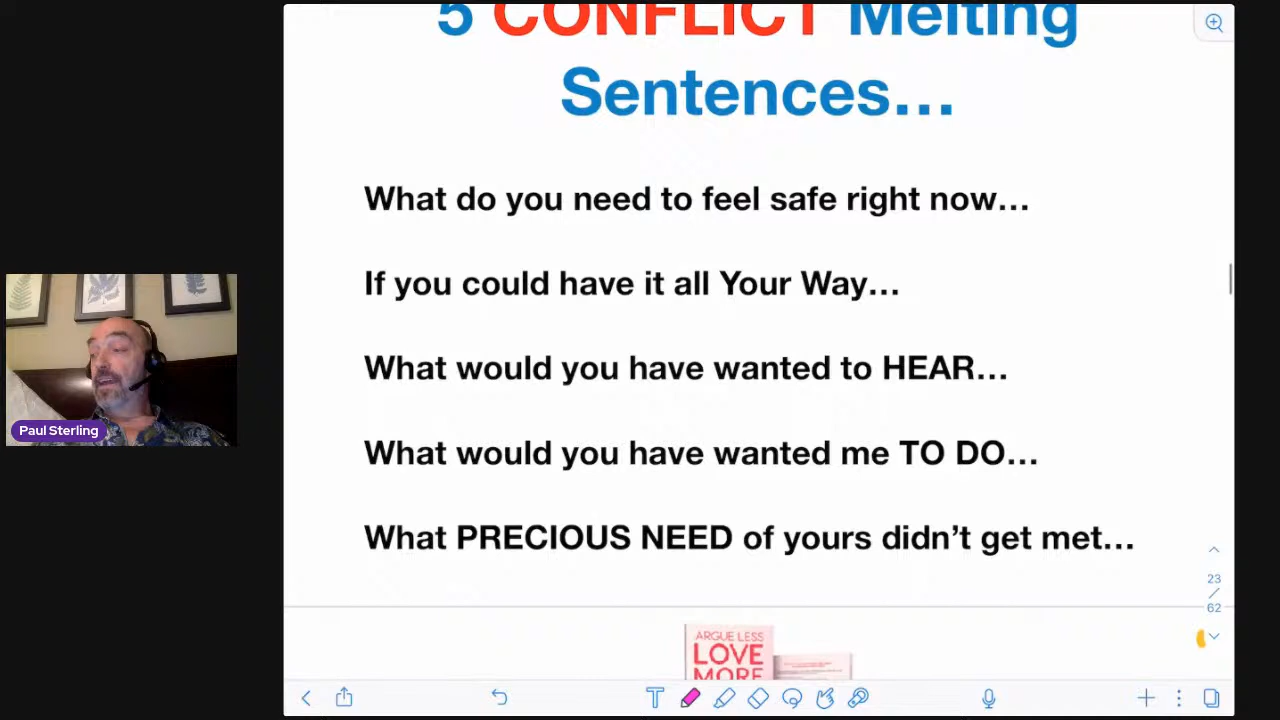 5 CONFLICT Melting
Sentences…
What do you need to feel safe right now…
If you could have it all Your Way…
What would you have wanted to HEAR…
What would you have wanted me TO DO…
Paul Sterling
What PRECIOUS NEED of yours didn’t get met…
23
/
62
ARGUE LESS
LOVE
MORE
T